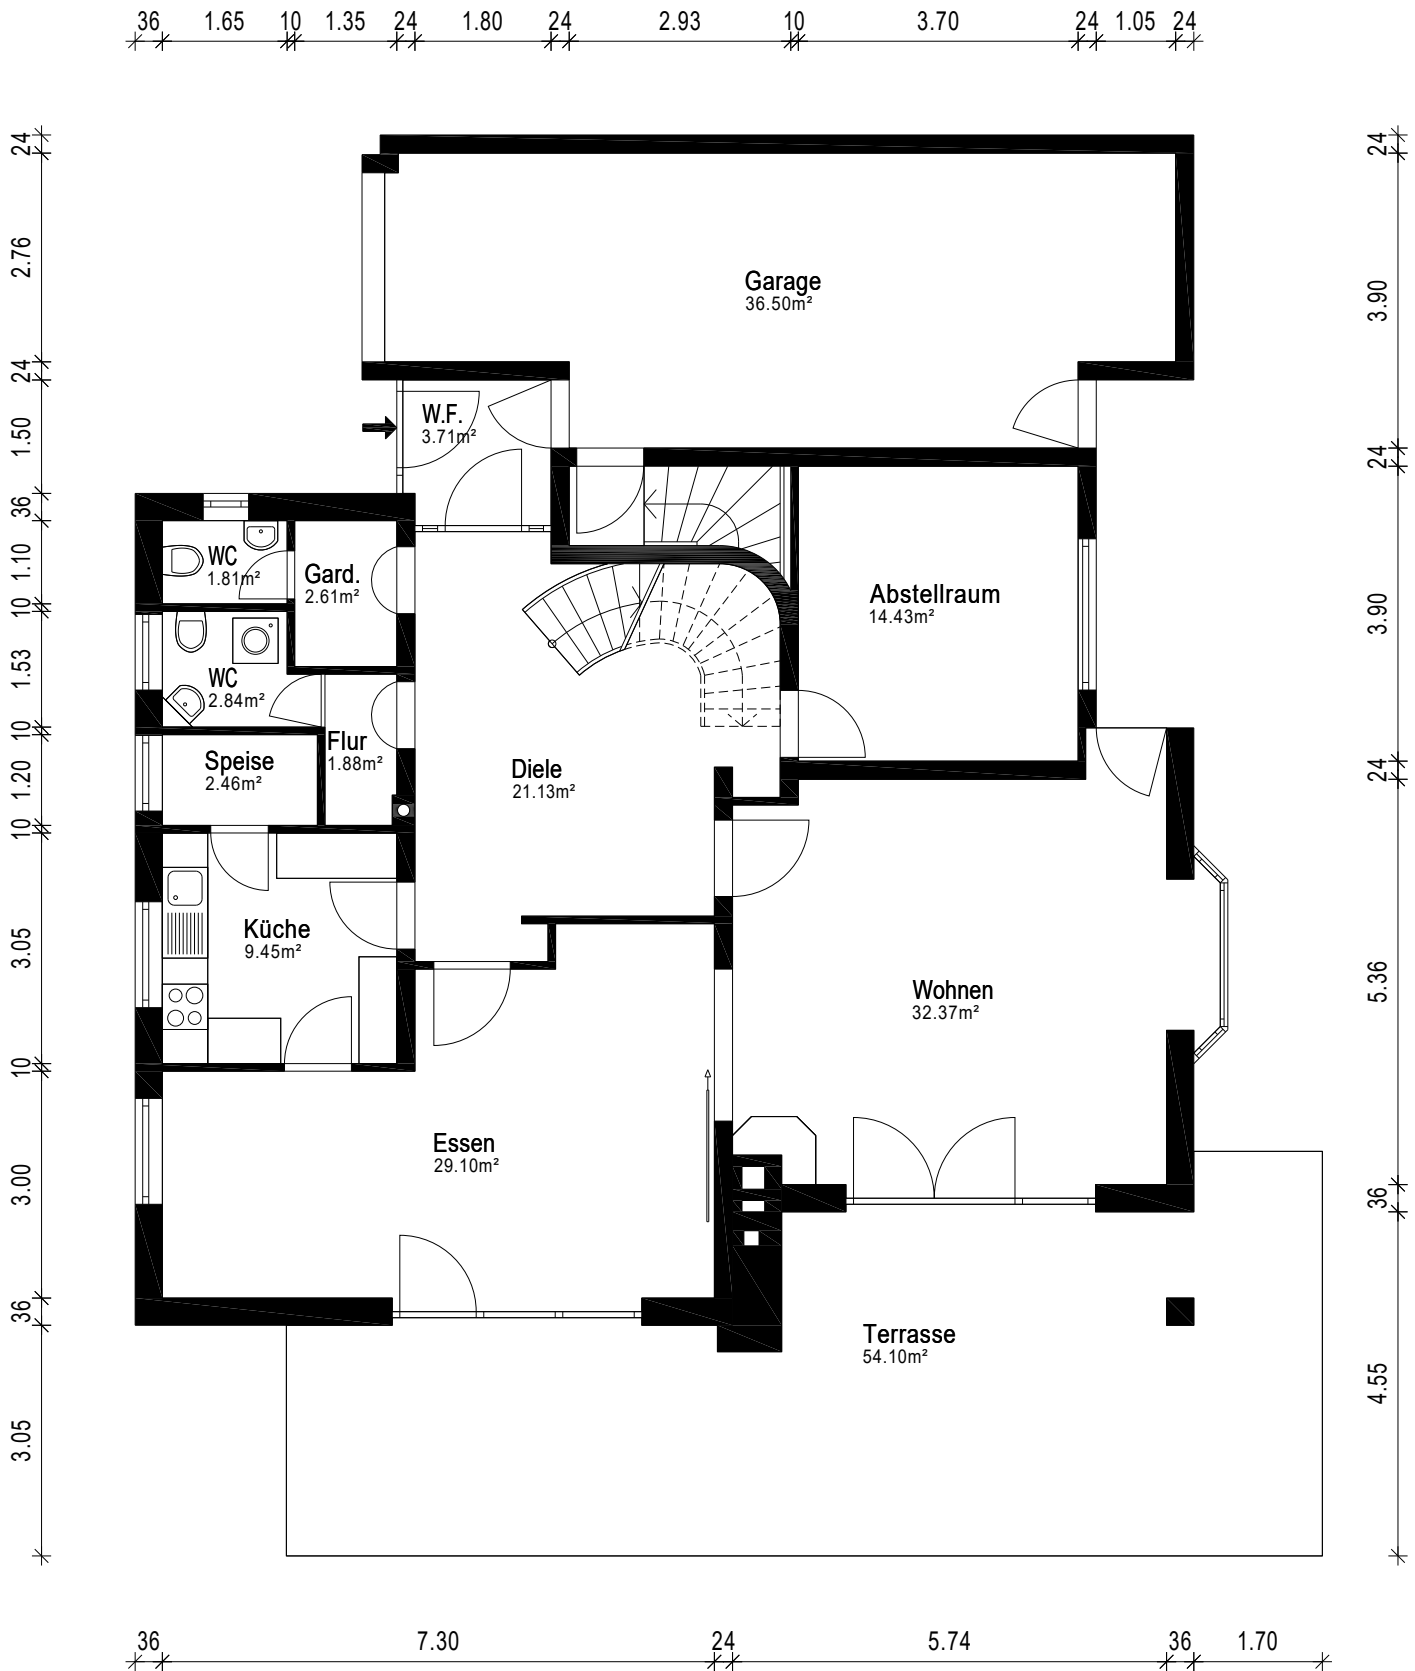 36 1.65 10 1.35 24 1.80 24 2.93 10 3.70 24 1.05 24
24
2.76
24
1.50
36
1.10
10
1.53
10
1.20
10
3.05
10
3.00
36
3.05
Garage
36.50m²
W.F.
3.71m²
WC
1.81m²
Gard.
2.61m²
Abstellraum
14.43m²
WC
2.84m²
Flur
1.88m²
Speise
2.46m²
Diele
21.13m²
Küche
9.45m²
Wohnen
32.37m²
Essen
29.10m²
Terrasse
54.10m²
24
3.90
24
3.90
24
5.36
36
4.55
36 7.30 24 5.74 36 1.70